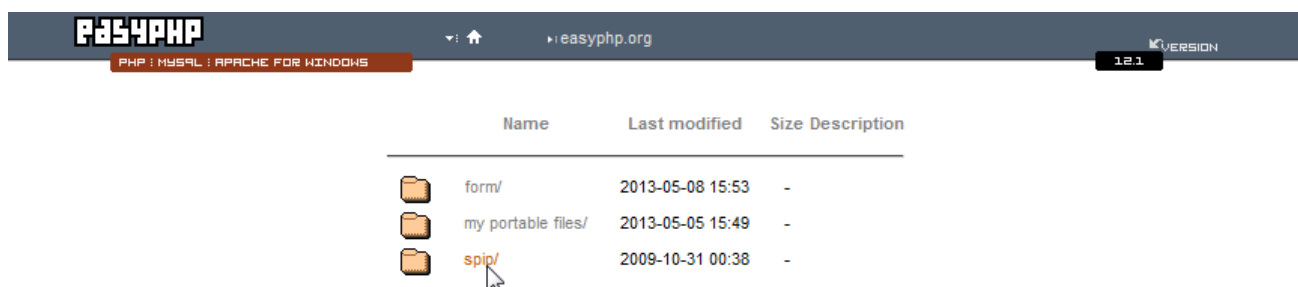 easyphp
easyphp.org
VERSION
PHP : MYSQL : APACHE FOR WINDOWS
12.1
Name Last modified Size Description
form/ 2013-05-08 15:53 -
my portable files/ 2013-05-05 15:49 -
spip/ 2009-10-31 00:38 -